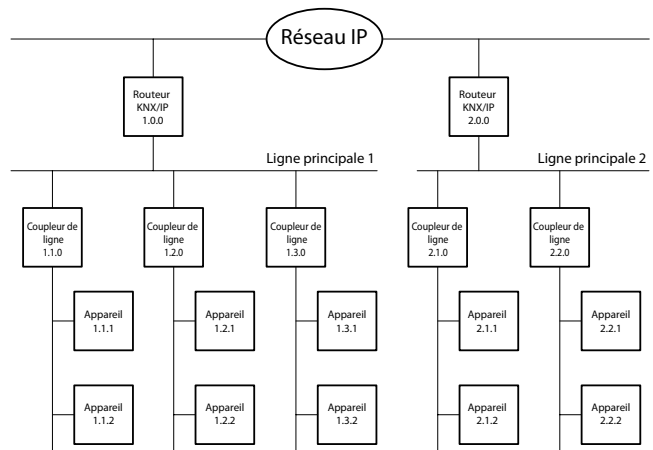 Réseau IP
Routeur
KNX/IP
1.0.0
Routeur
KNX/IP
2.0.0
Ligne principale 1
Ligne principale 2
Coupleur de
ligne
1.1.0
Coupleur de
ligne
1.2.0
Coupleur de
ligne
1.3.0
Coupleur de
ligne
2.1.0
Coupleur de
ligne
2.2.0
Appareil
1.1.1
Appareil
1.2.1
Appareil
1.3.1
Appareil
2.1.1
Appareil
2.2.1
Appareil
1.1.2
Appareil
1.2.2
Appareil
1.3.2
Appareil
2.1.2
Appareil
2.2.2